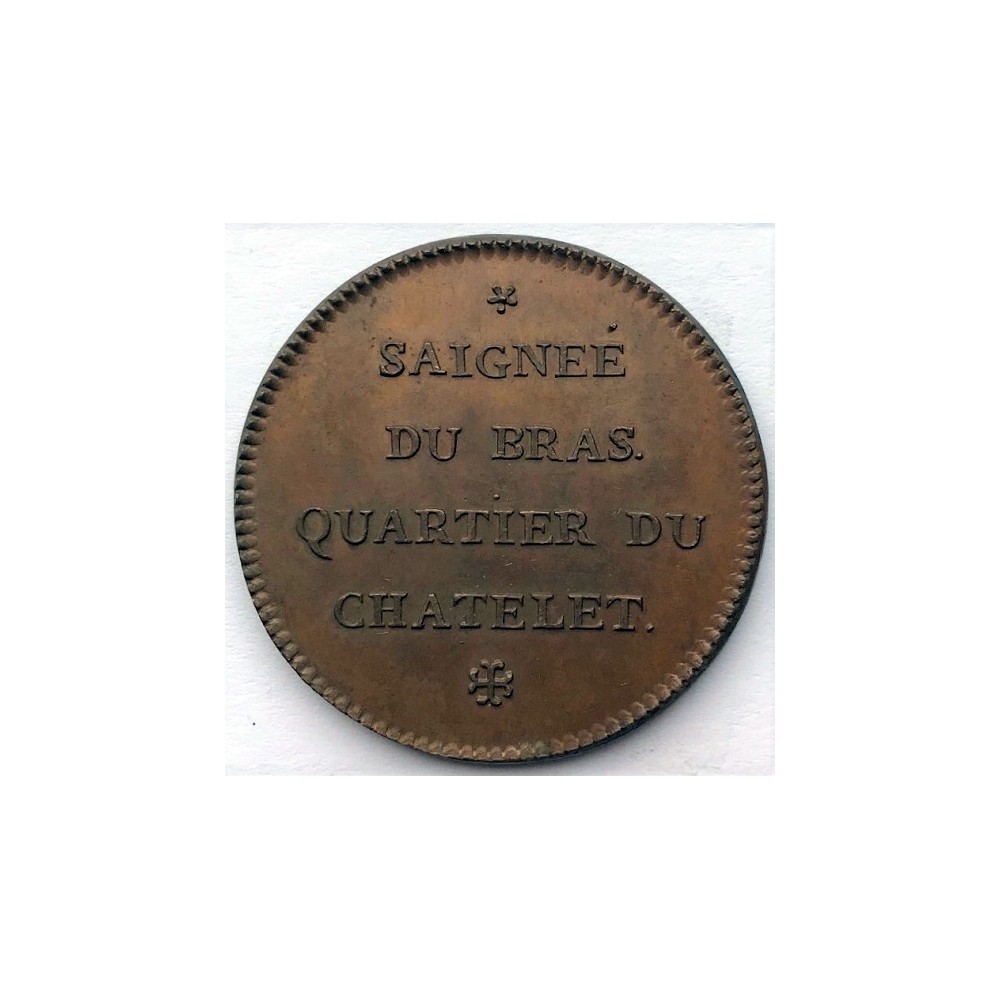 SAIGNEÉ
DU BRAS.
QUARTIER DU
CHATELET.